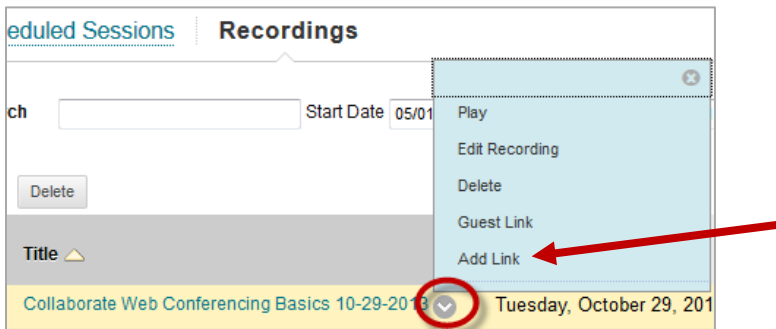 eduled Sessions Recordings
ch Start Date 05/01
Play
Edit Recording
Delete
Delete
Guest Link
Title
Add Link
Collaborate Web Conferencing Basics 10-29-2013 Tuesday, October 29, 201